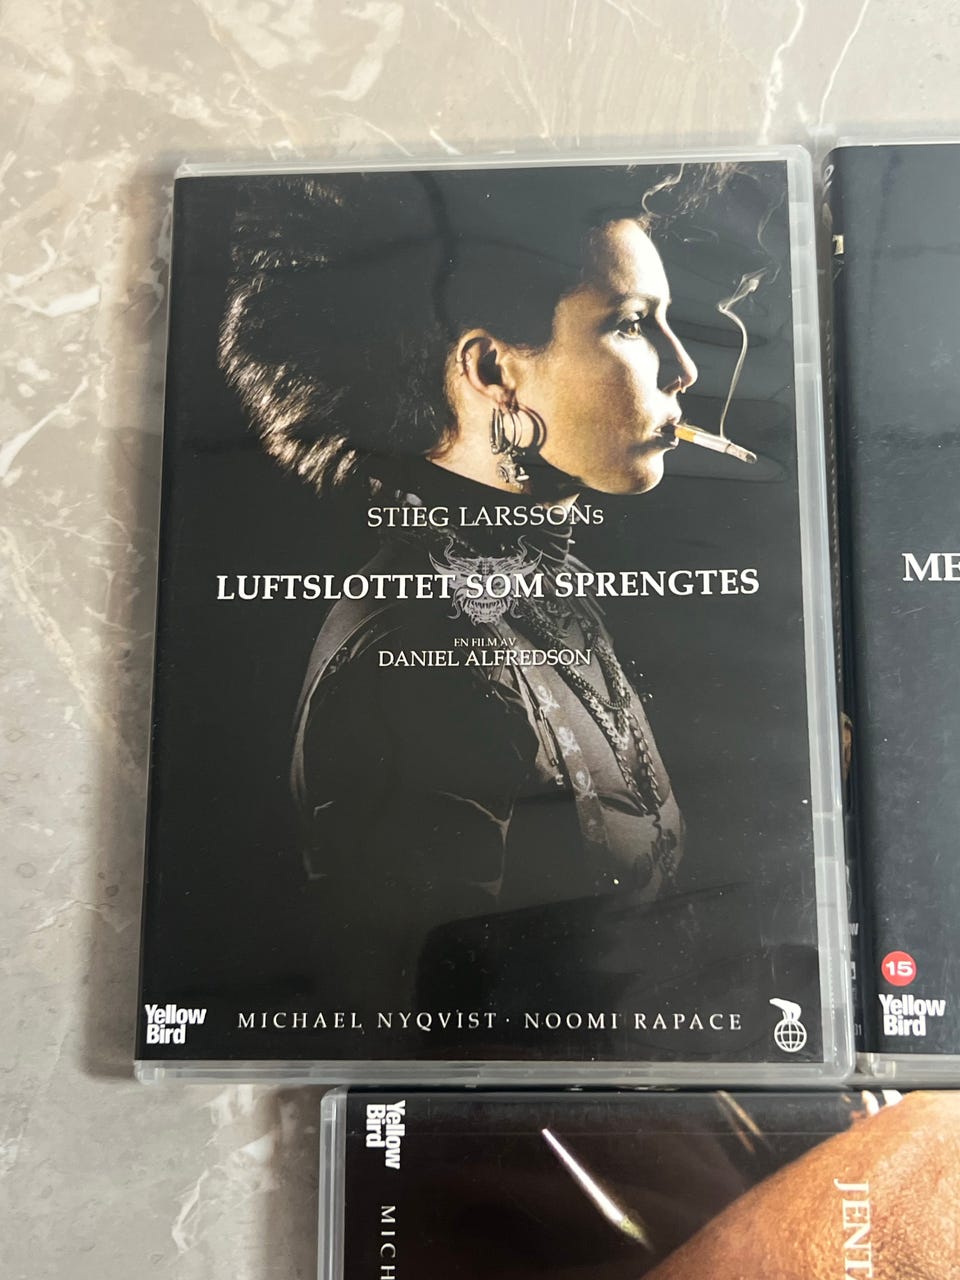 STIEG LARSSONs
LUFTSLOTTET SOM SPRENGTES
EN FILM AV
DANIEL ALFREDSON
Yellow
Bird
MICHAEL NYQVIST · NOOMI RAPACE
ME
15
Yellow
Bird
Yellow
Bird
MICH
JENT